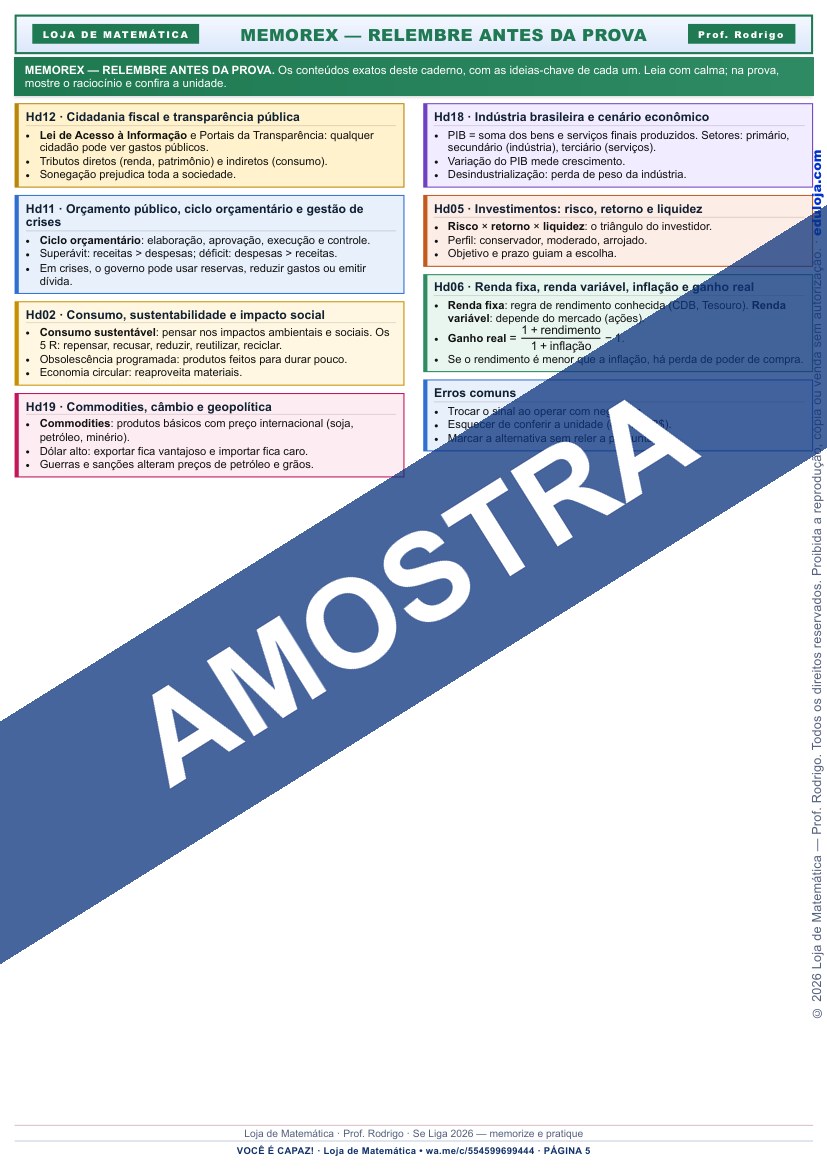 LOJA DE MATEMÁTICA
MEMOREX — RELEMBRE ANTES DA PROVA
Prof. Rodrigo
MEMOREX — RELEMBRE ANTES DA PROVA. Os conteúdos exatos deste caderno, com as ideias-chave de cada um. Leia com calma; na prova,
mostre o raciocínio e confira a unidade.
Hd12 · Cidadania fiscal e transparência pública
• Lei de Acesso à Informação e Portais da Transparência: qualquer
cidadão pode ver gastos públicos.
• Tributos diretos (renda, patrimônio) e indiretos (consumo).
• Sonegação prejudica toda a sociedade.
Hd11 · Orçamento público, ciclo orçamentário e gestão de
crises
• Ciclo orçamentário: elaboração, aprovação, execução e controle.
• Superávit: receitas > despesas; déficit: despesas > receitas.
• Em crises, o governo pode usar reservas, reduzir gastos ou emitir
dívida.
Hd02 · Consumo, sustentabilidade e impacto social
• Consumo sustentável: pensar nos impactos ambientais e sociais. Os
5 R: repensar, recusar, reduzir, reutilizar, reciclar.
• Obsolescência programada: produtos feitos para durar pouco.
• Economia circular: reaproveita materiais.
Hd19 · Commodities, câmbio e geopolítica
• Commodities: produtos básicos com preço internacional (soja,
petróleo, minério).
• Dólar alto: exportar fica vantajoso e importar fica caro.
• Guerras e sanções alteram preços de petróleo e grãos.
Hd18 · Indústria brasileira e cenário econômico
• PIB = soma dos bens e serviços finais produzidos. Setores: primário,
secundário (indústria), terciário (serviços).
• Variação do PIB mede crescimento.
• Desindustrialização: perda de peso da indústria.
Hd05 · Investimentos: risco, retorno e liquidez
• Risco × retorno × liquidez: o triângulo do investidor.
• Perfil: conservador, moderado, arrojado.
• Objetivo e prazo guiam a escolha.
Hd06 · Renda fixa, renda variável, inflação e ganho real
• Renda fixa: regra de rendimento conhecida (CDB, Tesouro). Renda
variável: depende do mercado (ações).
• Ganho real = (1 + rendimento) / (1 + inflação) − 1.
• Se o rendimento é menor que a inflação, há perda de poder de compra.
Erros comuns
• Trocar o sinal ao operar com
• Esquecer de conferir a unidade
• Marcar a alternativa sem reler a
AMOSTRA
© 2026 Loja de Matemática — Prof. Rodrigo. Todos os direitos reservados. Proibida a reprodução, cópia ou venda sem autorização. · eduloja.com
Loja de Matemática · Prof. Rodrigo · Se Liga 2026 — memorize e pratique
VOCÊ É CAPAZ! · Loja de Matemática • wa.me/c/554599699444 · PÁGINA 5